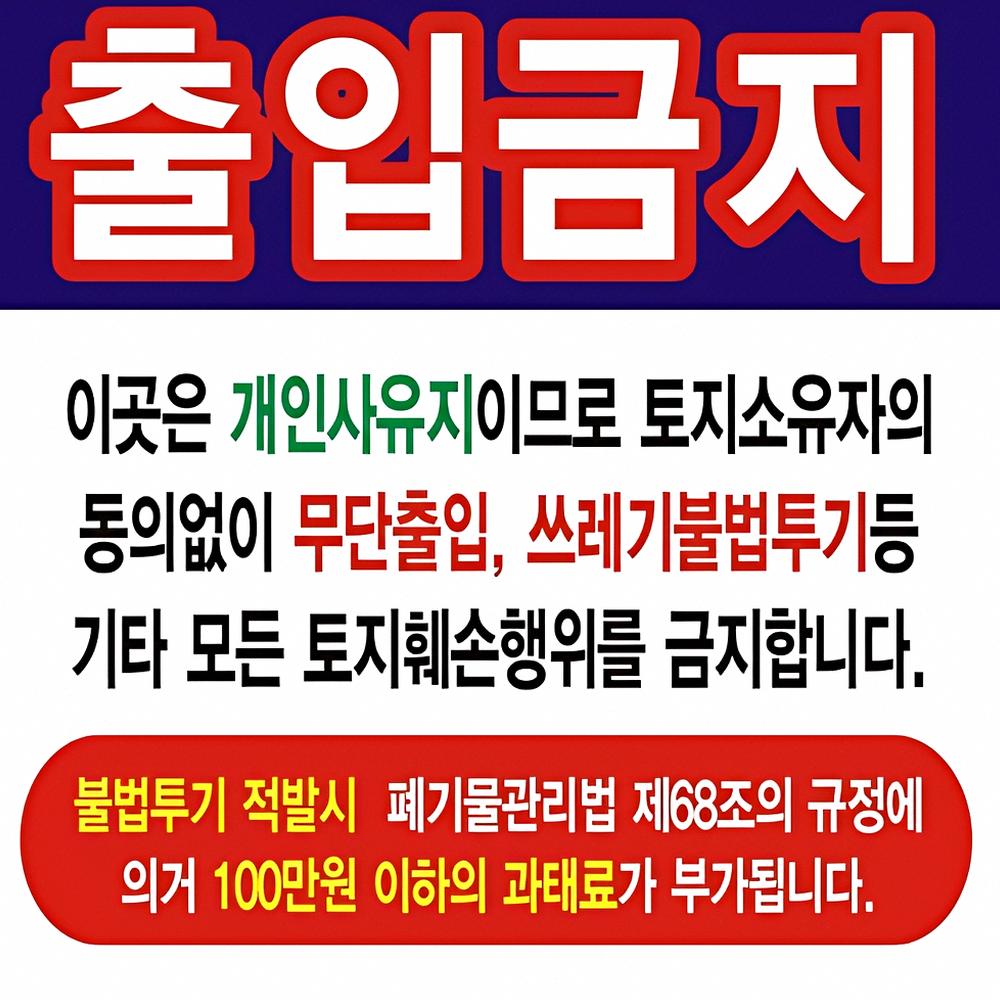 출입금지
이곳은 개인사유지이므로 토지소유자의
동의없이 무단출입, 쓰레기불법투기등
기타 모든 토지훼손행위를 금지합니다.
불법투기 적발시 폐기물관리법 제68조의 규정에
의거 100만원 이하의 과태료가 부가됩니다.